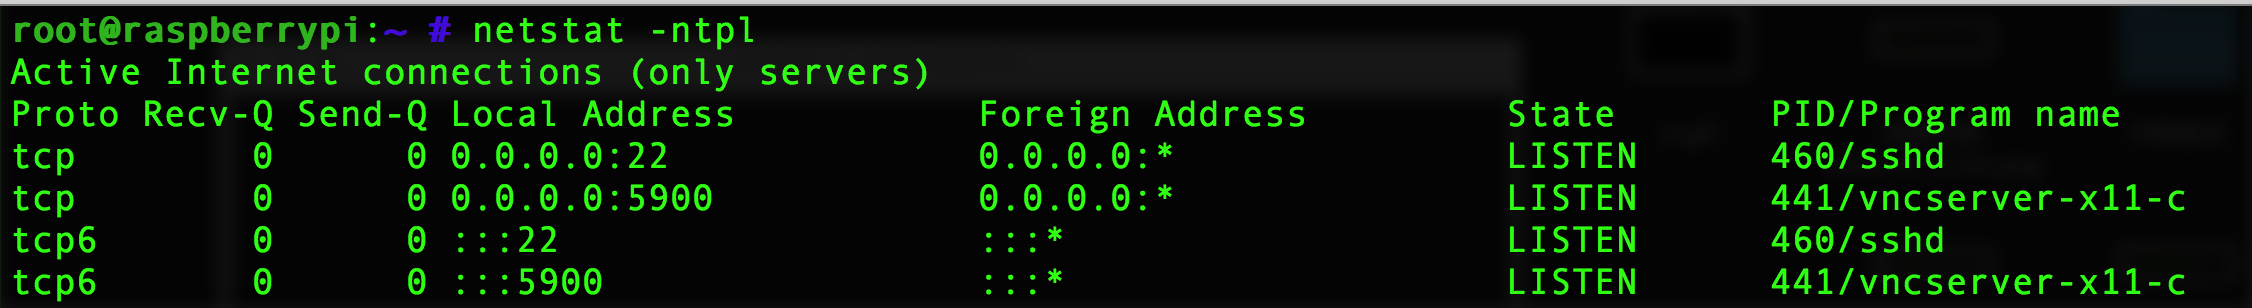 root@raspberrypi:~ # netstat -ntpl
Active Internet connections (only servers)
Proto Recv-Q Send-Q Local Address           Foreign Address         State       PID/Program name
tcp        0      0 0.0.0.0:22              0.0.0.0:*               LISTEN      460/sshd
tcp        0      0 0.0.0.0:5900            0.0.0.0:*               LISTEN      441/vncserver-x11-c
tcp6       0      0 :::22                   :::*                    LISTEN      460/sshd
tcp6       0      0 :::5900                 :::*                    LISTEN      441/vncserver-x11-c